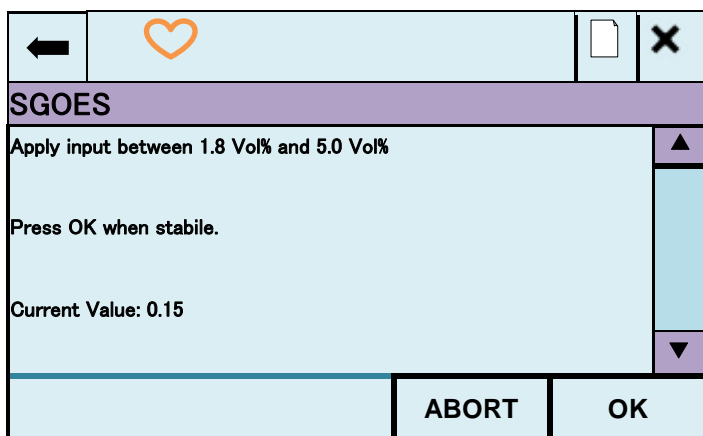 SGOES
Apply input between 1.8 Vol% and 5.0 Vol%
Press OK when stabile.
Current Value: 0.15
ABORT
OK